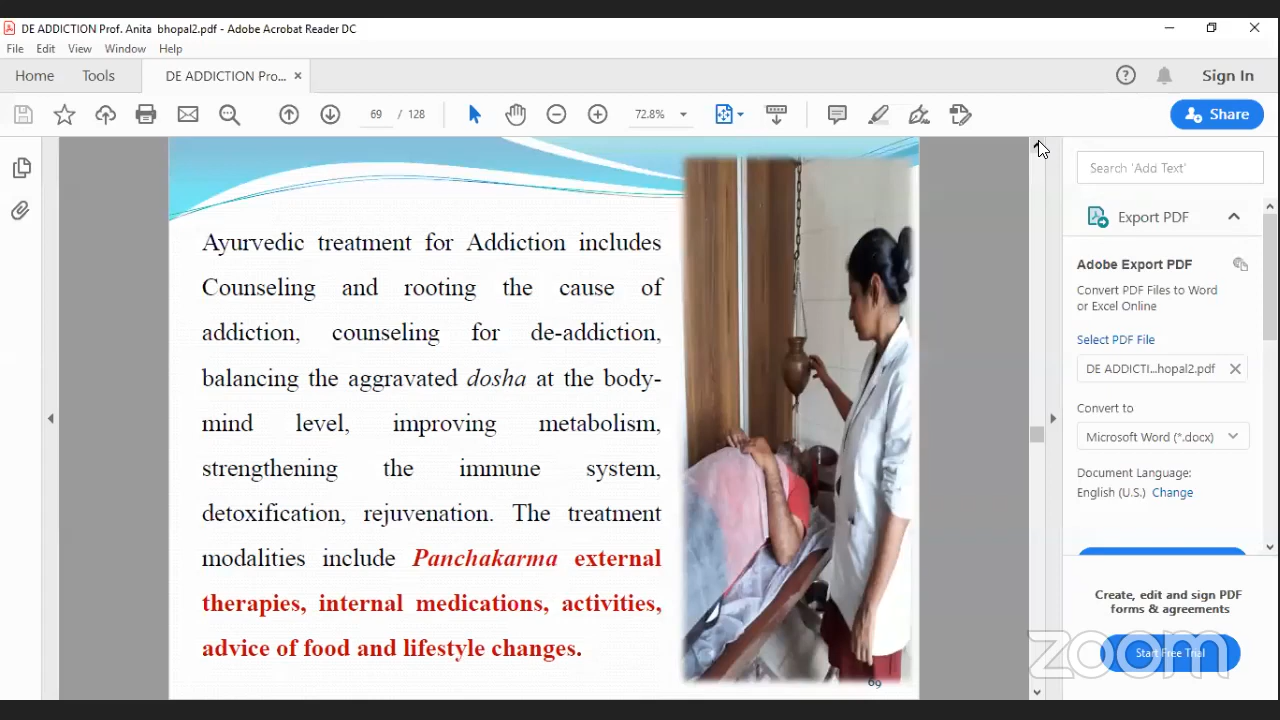 DE ADDICTION Prof. Anita  bhopal2.pdf - Adobe Acrobat Reader DC
File Edit View Window Help
Home Tools DE ADDICTION Pro... ×
Sign In
69 / 128 72.8% Share
Ayurvedic treatment for Addiction includes
Counseling and rooting the cause of
addiction, counseling for de-addiction,
balancing the aggravated dosha at the body-
mind level, improving metabolism,
strengthening the immune system,
detoxification, rejuvenation. The treatment
modalities include Panchakarma external
therapies, internal medications, activities,
advice of food and lifestyle changes.
69
Search 'Add Text'
Export PDF
Adobe Export PDF
Convert PDF Files to Word
or Excel Online
Select PDF File
DE ADDICTI...hopal2.pdf
Convert to
Microsoft Word (*.docx)
Document Language:
English (U.S.) Change
Create, edit and sign PDF
forms & agreements
Start Free Trial
zoom